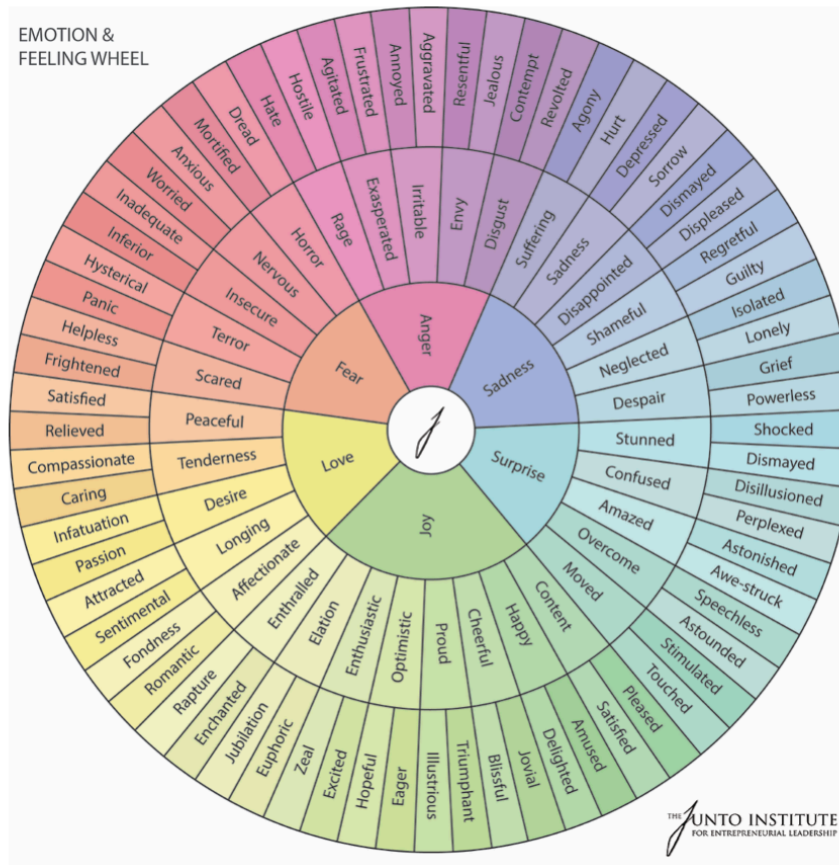 EMOTION &
FEELING WHEEL
Anger
Sadness
Surprise
Joy
Love
Fear
Rage
Exasperated
Irritable
Envy
Disgust
Suffering
Sadness
Disappointed
Shameful
Neglected
Despair
Stunned
Confused
Amazed
Overcome
Moved
Content
Happy
Cheerful
Proud
Optimistic
Enthusiastic
Elation
Enthralled
Affectionate
Longing
Desire
Tenderness
Peaceful
Scared
Terror
Insecure
Nervous
Horror
Hate
Hostile
Agitated
Frustrated
Annoyed
Aggravated
Resentful
Jealous
Contempt
Revolted
Agony
Hurt
Depressed
Sorrow
Dismayed
Displeased
Regretful
Guilty
Isolated
Lonely
Grief
Powerless
Shocked
Dismayed
Disillusioned
Perplexed
Astonished
Awe-struck
Speechless
Astounded
Stimulated
Touched
Pleased
Satisfied
Amused
Delighted
Jovial
Blissful
Triumphant
Illustrious
Eager
Hopeful
Excited
Zeal
Euphoric
Jubilation
Enchanted
Rapture
Romantic
Fondness
Sentimental
Attracted
Passion
Infatuation
Caring
Compassionate
Relieved
Satisfied
Frightened
Helpless
Panic
Hysterical
Inferior
Inadequate
Worried
Anxious
Mortified
Dread
THE JUNTO INSTITUTE
FOR ENTREPRENEURIAL LEADERSHIP